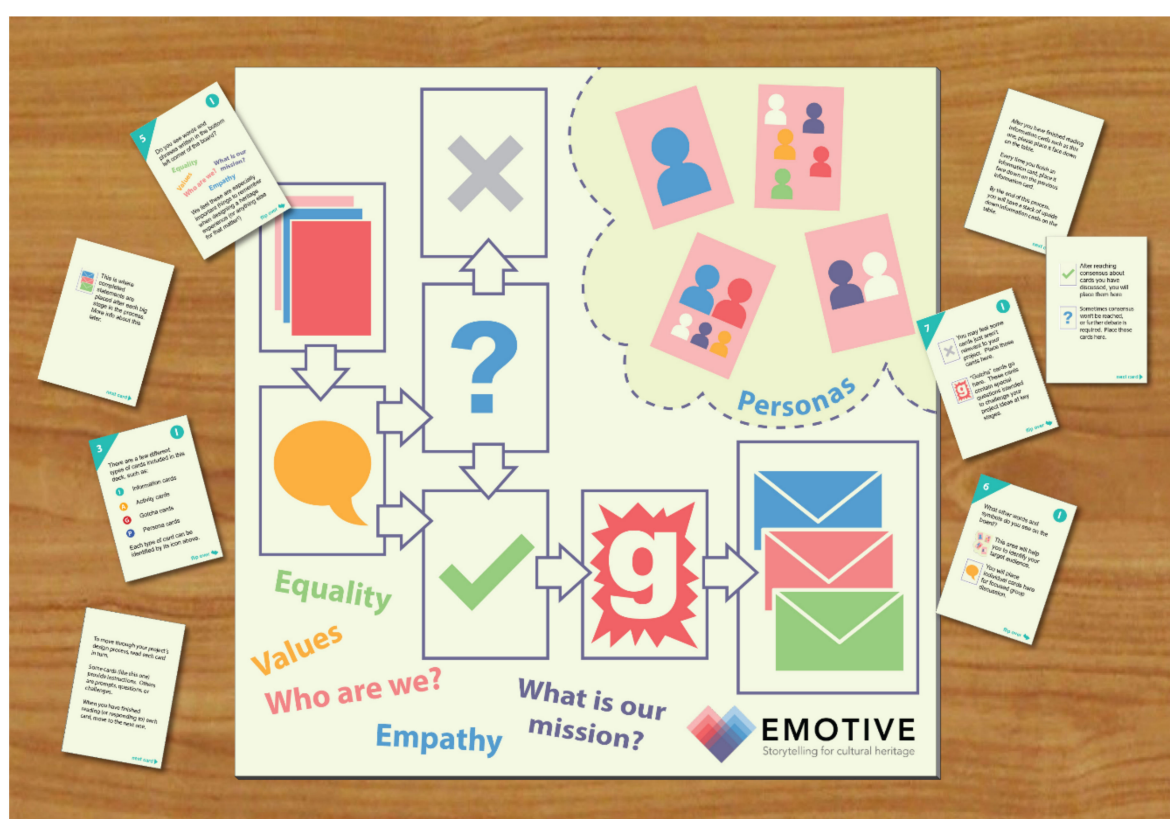 5
I
Do you see words and
phrases written in the bottom
left corner of the board?
Equality
What is our
mission?
Values
Who are we?
Empathy
We feel these are especially
important things to remember
when designing a heritage
experience (or anything else
for that matter!)
flip over
This is where
completed
statements are
placed after each big
stage in the process.
More info about this
later.
next card
3
I
There are a few different
types of cards included in this
deck, such as:
I Information cards
A Activity cards
G Gotcha cards
P Persona cards
Each type of card can be
identified by its icon above.
flip over
To move through your project's
design process, read each card
in turn.
Some cards (like this one)
provide instructions. Others
are prompts, questions, or
challenges.
When you have finished
reading (or responding to) each
card, move to the next one.
next card
?
g
Personas
Equality
Values
Who are we?
Empathy
What is our
mission?
EMOTIVE
Storytelling for cultural heritage
After you have finished reading
information cards such as this
one, please place it face down
on the table.
Every time you finish an
information card, place it
face down on the previous
information card.
By the end of this process,
you will have a stack of upside
down information cards on the
table.
next
After reaching
consensus about
cards you have
discussed, you will
place them here.
?
Sometimes consensus
won't be reached,
or further debate is
required. Place those
cards here.
next card
7
I
You may feel some
cards just aren't
relevant to your
project. Place those
cards here.
g
"Gotcha" cards go
here. These cards
contain special
questions intended
to challenge your
project ideas at key
stages.
flip over
6
I
What other words and
symbols do you see on the
board?
This area will help
you to identify your
target audience.
You will place
individual cards here
for focused group
discussion.
flip over